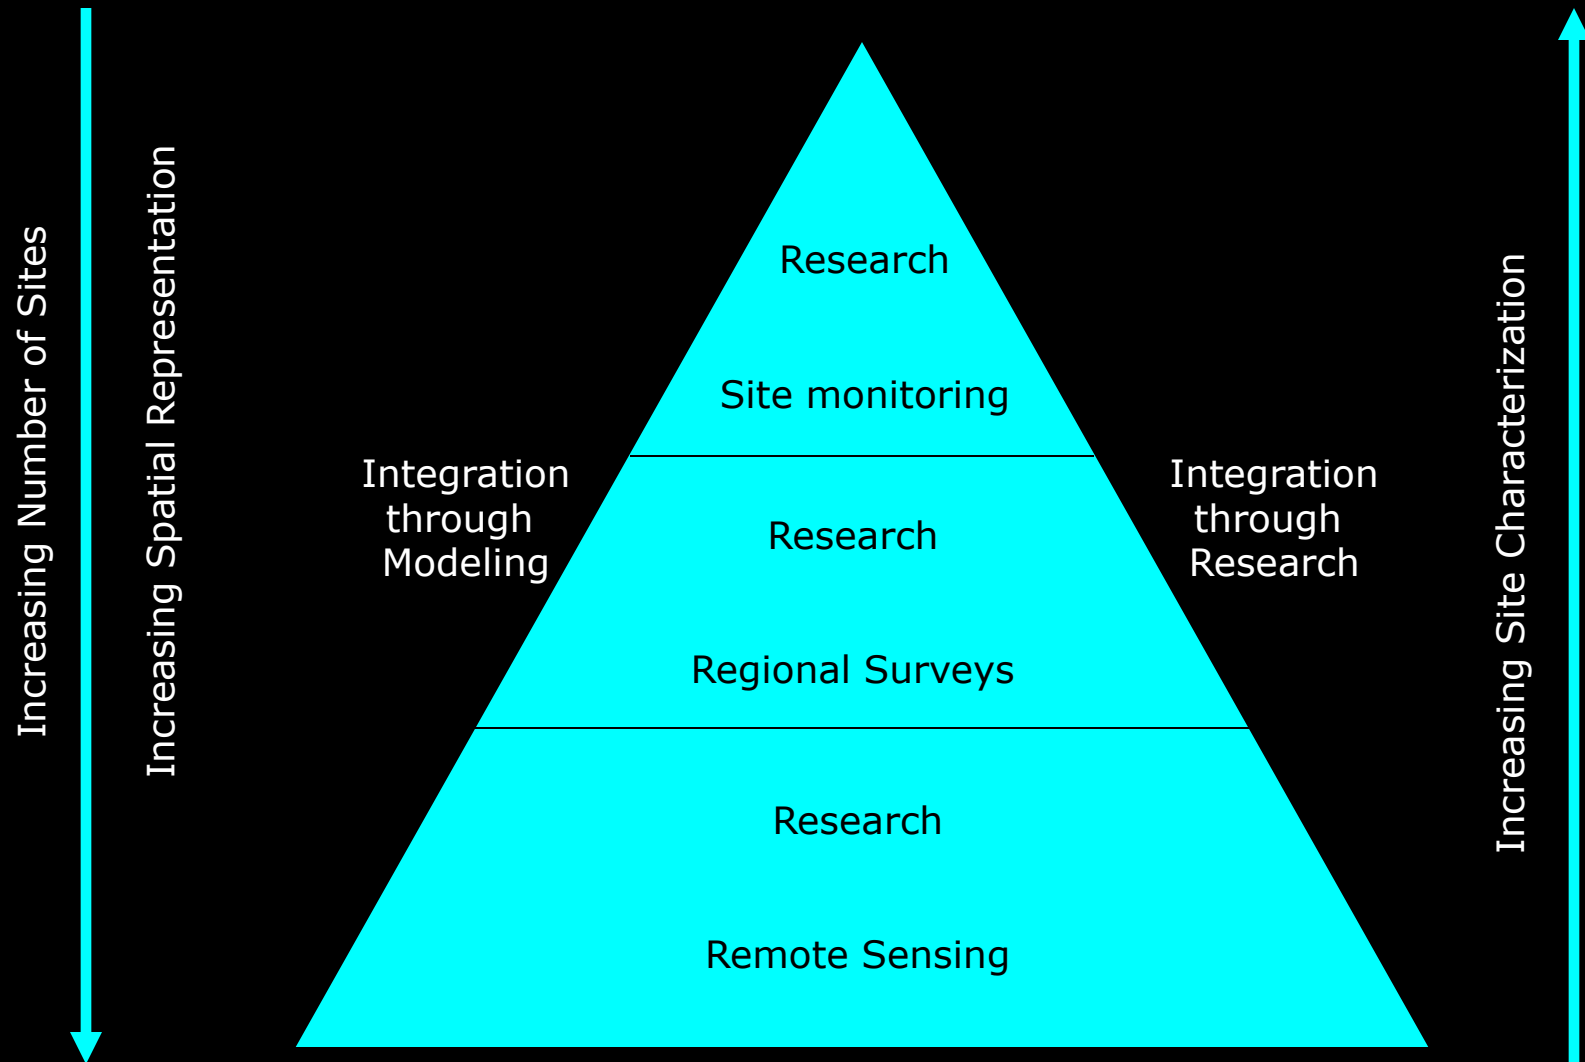 Increasing Number of Sites
Increasing Spatial Representation
Research
Site monitoring
Integration
through
Modeling
Research
Regional Surveys
Integration
through
Research
Research
Remote Sensing
Increasing Site Characterization